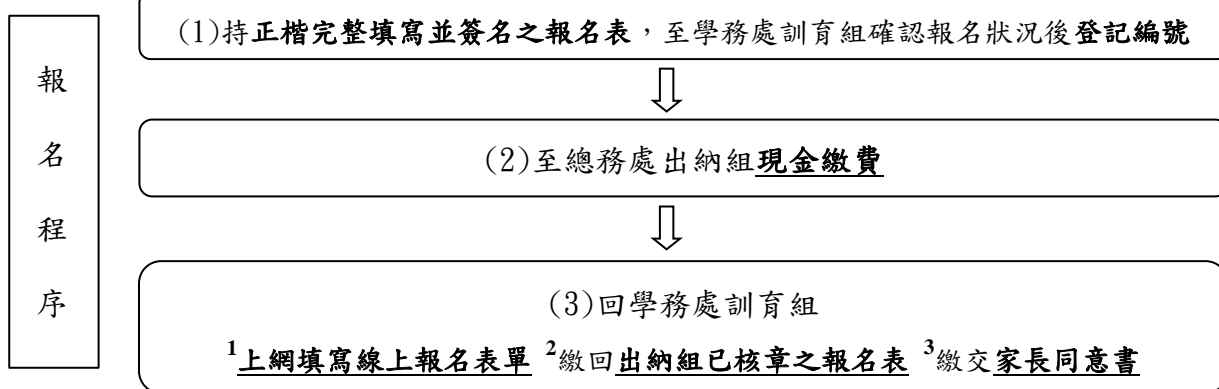 報名程序
(1)持正楷完整填寫並簽名之報名表，至學務處訓育組確認報名狀況後登記編號
(2)至總務處出納組現金繳費
(3)回學務處訓育組
1上網填寫線上報名表單 2繳回出納組已核章之報名表 3繳交家長同意書